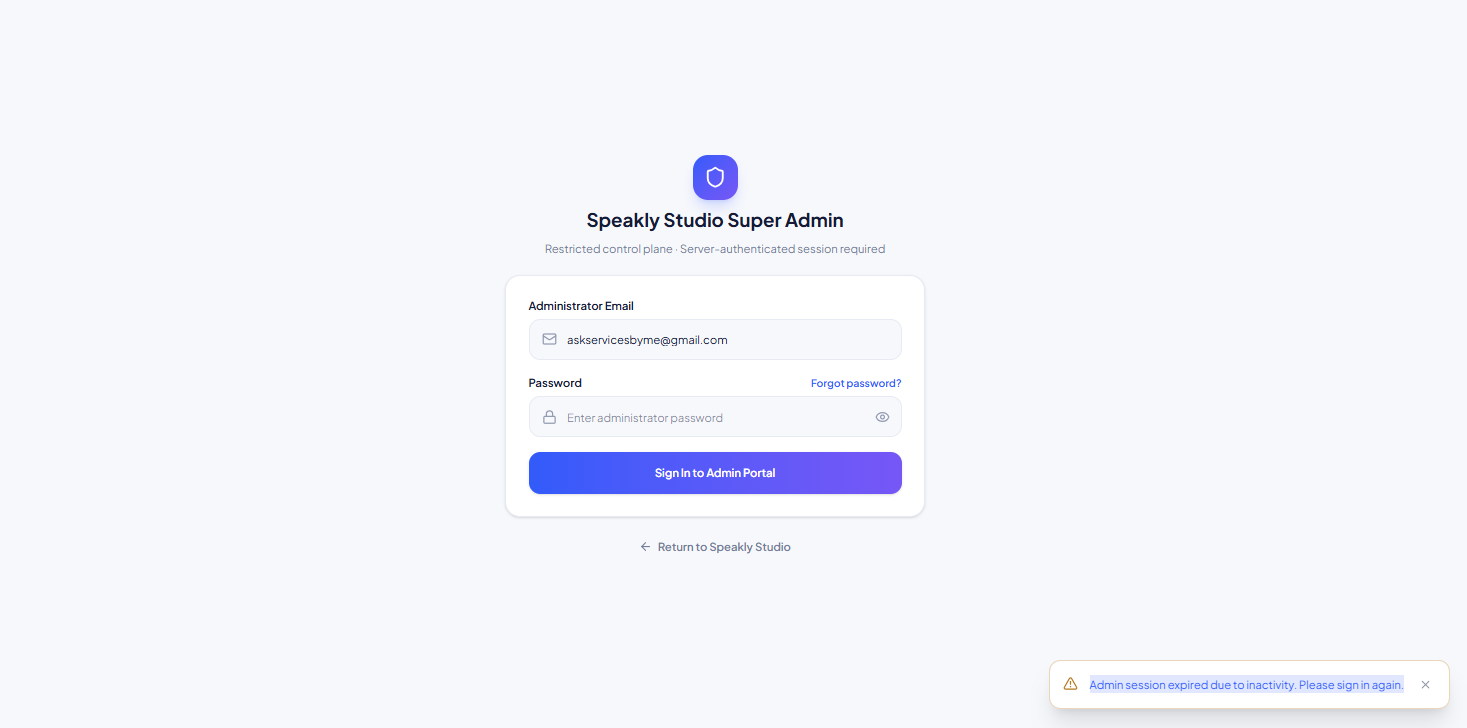 Speakly Studio Super Admin
Restricted control plane · Server-authenticated session required
Administrator Email
askservicesbyme@gmail.com
Password
Forgot password?
Enter administrator password
Sign In to Admin Portal
← Return to Speakly Studio
Admin session expired due to inactivity. Please sign in again.